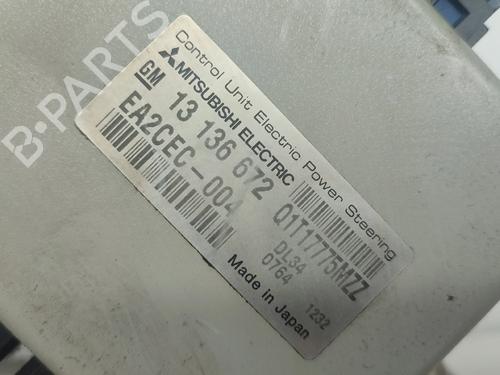 Control Unit Electric Power Steering
MITSUBISHI ELECTRIC
GM 13 136 672 Q1T17775MZZ
EA2CEC-004 DL34 1232
0764
Made in Japan
B-PARTS